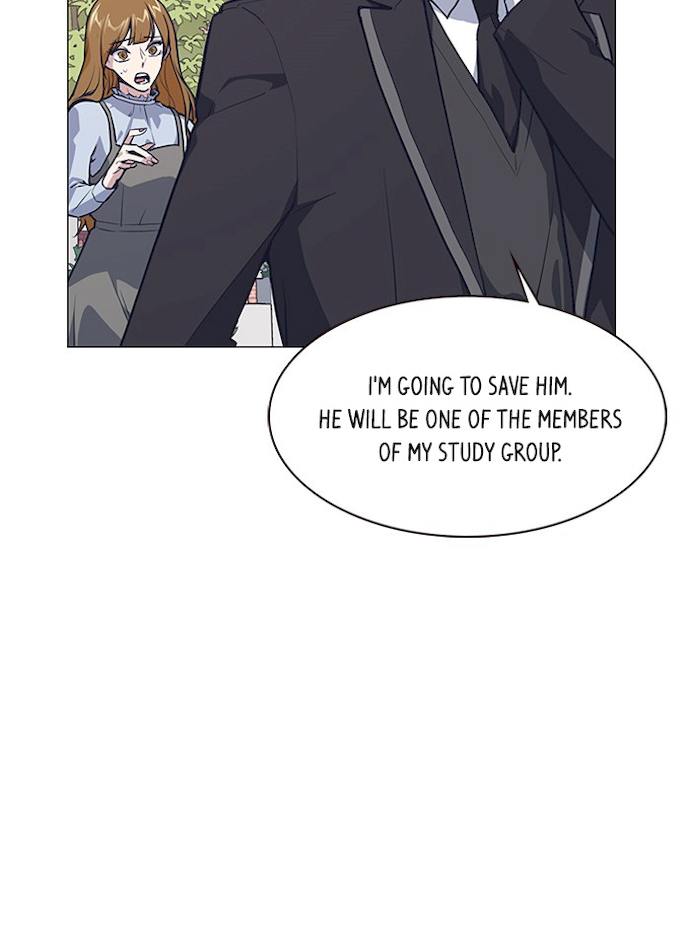 I'M GOING TO SAVE HIM.
HE WILL BE ONE OF THE MEMBERS
OF MY STUDY GROUP.